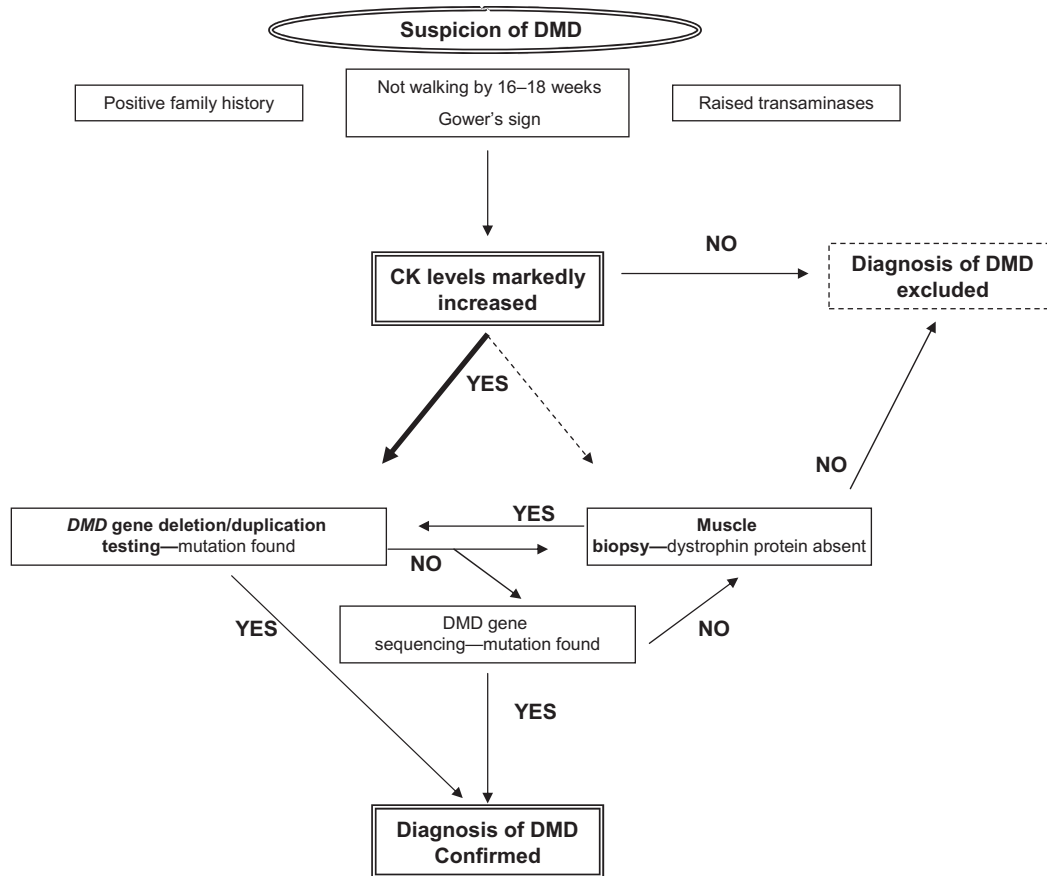 Suspicion of DMD
Positive family history
Not walking by 16–18 weeks
Gower's sign
Raised transaminases
CK levels markedly
increased
NO
Diagnosis of DMD
excluded
YES
NO
DMD gene deletion/duplication
testing—mutation found
YES
NO
Muscle
biopsy—dystrophin protein absent
YES
DMD gene
sequencing—mutation found
NO
YES
Diagnosis of DMD
Confirmed